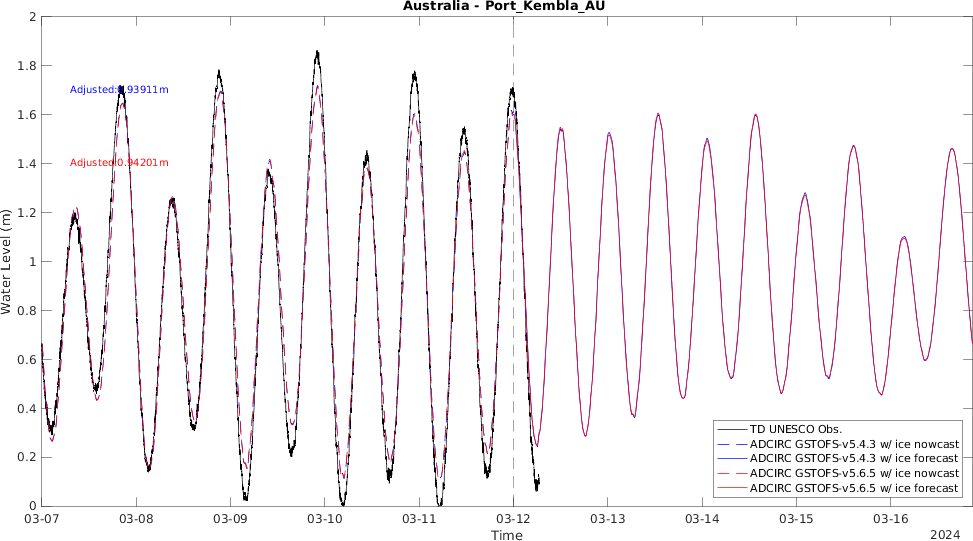 Australia - Port_Kembla_AU
2
1.8
1.6
1.4
1.2
1
0.8
0.6
0.4
0.2
0
Water Level (m)
Adjusted:0.93911m
Adjusted:0.94201m
TD UNESCO Obs.
ADCIRC GSTOFS-v5.4.3 w/ ice nowcast
ADCIRC GSTOFS-v5.4.3 w/ ice forecast
ADCIRC GSTOFS-v5.6.5 w/ ice nowcast
ADCIRC GSTOFS-v5.6.5 w/ ice forecast
03-07 03-08 03-09 03-10 03-11 03-12 03-13 03-14 03-15 03-16
Time
2024